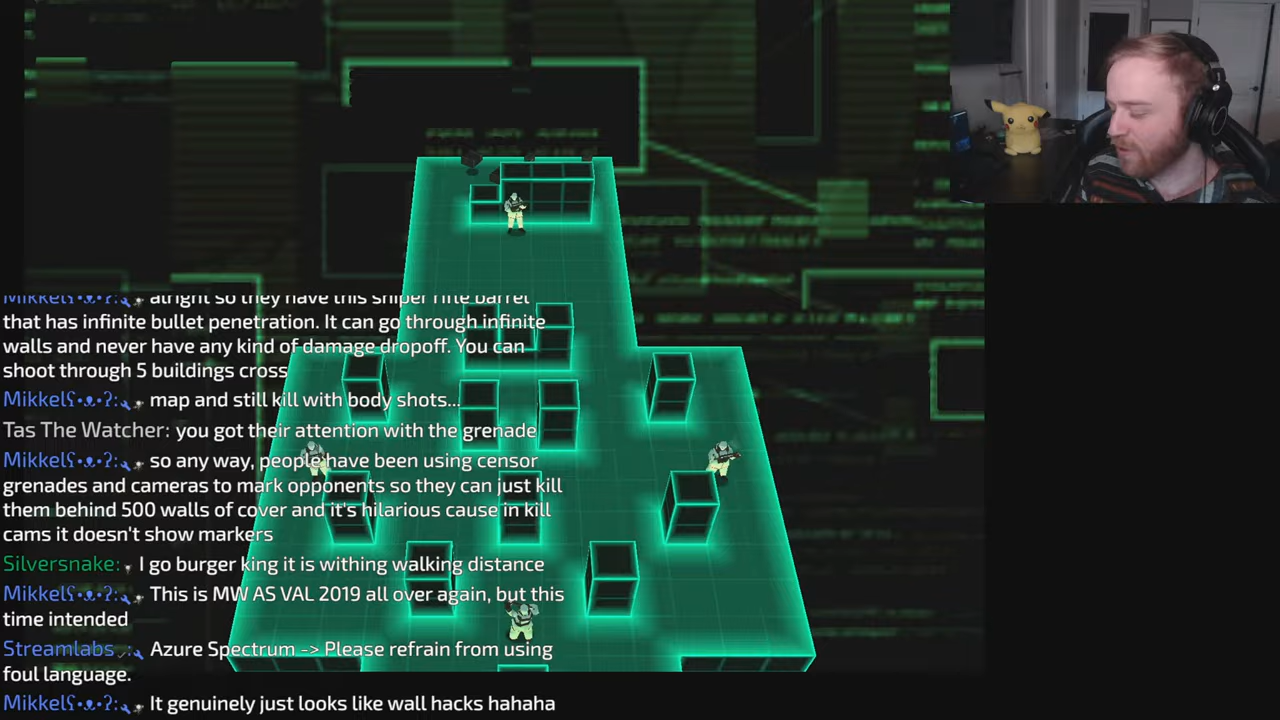 Mikkelʕ•ᴥ•ʔ: alright so they have this sniper rifle barrel
that has infinite bullet penetration. It can go through infinite
walls and never have any kind of damage dropoff. You can
shoot through 5 buildings cross
Mikkelʕ•ᴥ•ʔ: map and still kill with body shots...
Tas The Watcher: you got their attention with the grenade
Mikkelʕ•ᴥ•ʔ: so any way, people have been using censor
grenades and cameras to mark opponents so they can just kill
them behind 500 walls of cover and it's hilarious cause in kill
cams it doesn't show markers
Silversnake: I go burger king it is withing walking distance
Mikkelʕ•ᴥ•ʔ: This is MW AS VAL 2019 all over again, but this
time intended
Streamlabs : Azure Spectrum -> Please refrain from using
foul language.
Mikkelʕ•ᴥ•ʔ: It genuinely just looks like wall hacks hahaha